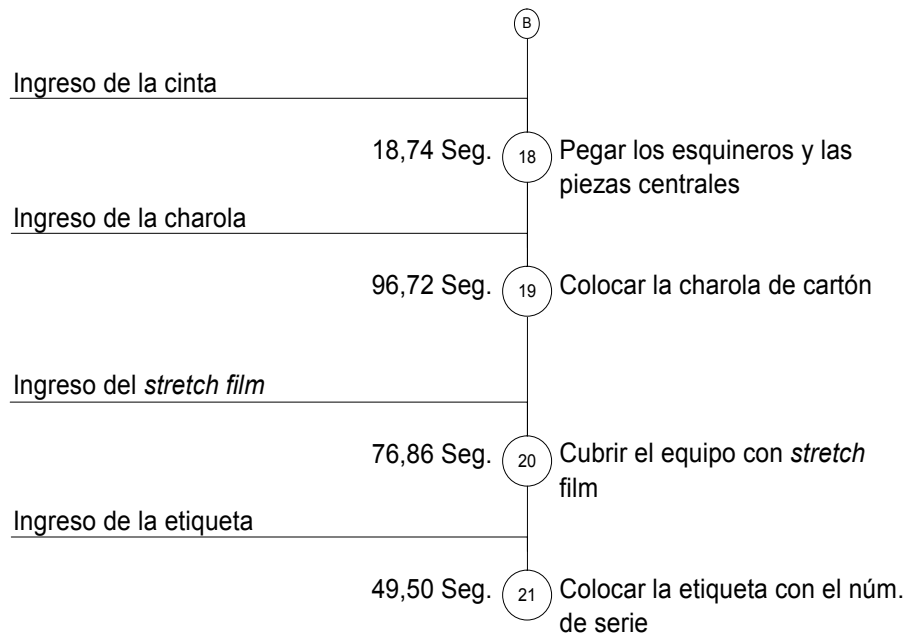 B
Ingreso de la cinta
18,74 Seg. 18 Pegar los esquineros y las
piezas centrales
Ingreso de la charola
96,72 Seg. 19 Colocar la charola de cartón
Ingreso del stretch film
76,86 Seg. 20 Cubrir el equipo con stretch
film
Ingreso de la etiqueta
49,50 Seg. 21 Colocar la etiqueta con el núm.
de serie